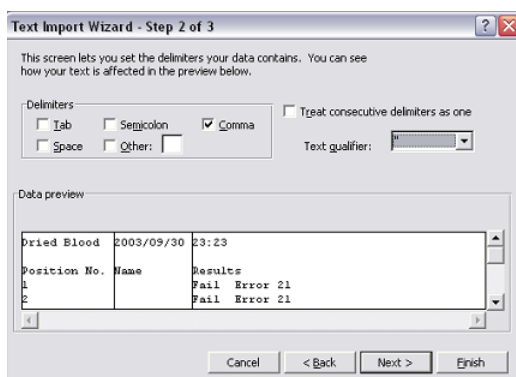 Text Import Wizard - Step 2 of 3
This screen lets you set the delimiters your data contains. You can see
how your text is affected in the preview below.
Delimiters
Tab Semicolon Comma
Space Other:
Treat consecutive delimiters as one
Text qualifier: "
Data preview
Dried Blood 2003/09/30 23:23
Position No. Name Results
1 Fail Error 21
2 Fail Error 21
Cancel < Back Next > Finish